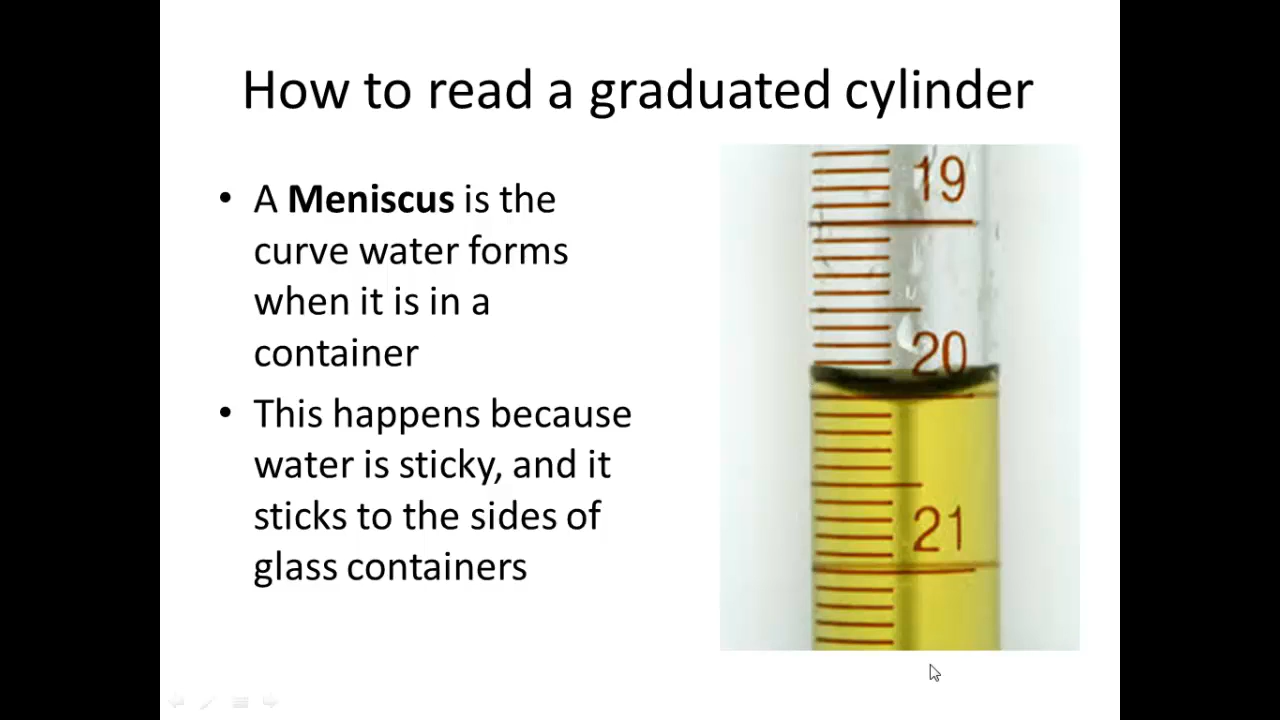 How to read a graduated cylinder
• A Meniscus is the
curve water forms
when it is in a
container
• This happens because
water is sticky, and it
sticks to the sides of
glass containers
19
20
21